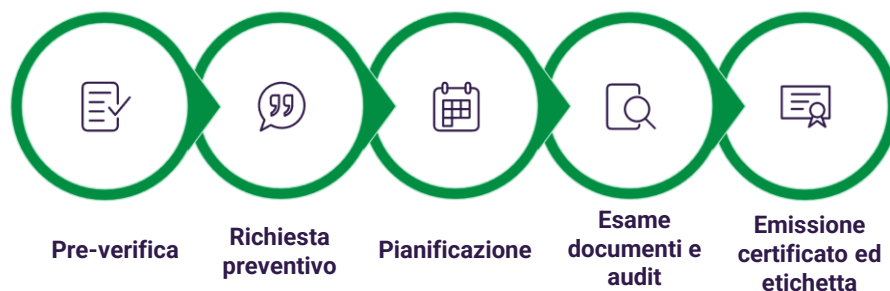 Pre-verifica
Richiesta
preventivo
Pianificazione
Esame
documenti e
audit
Emissione
certificato ed
etichetta